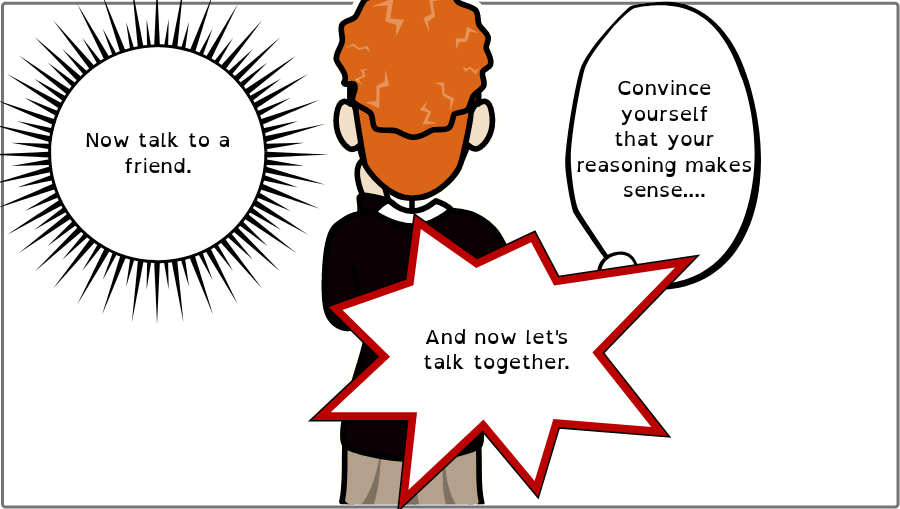 Now talk to a
friend.
Convince
yourself
that your
reasoning makes
sense....
And now let's
talk together.